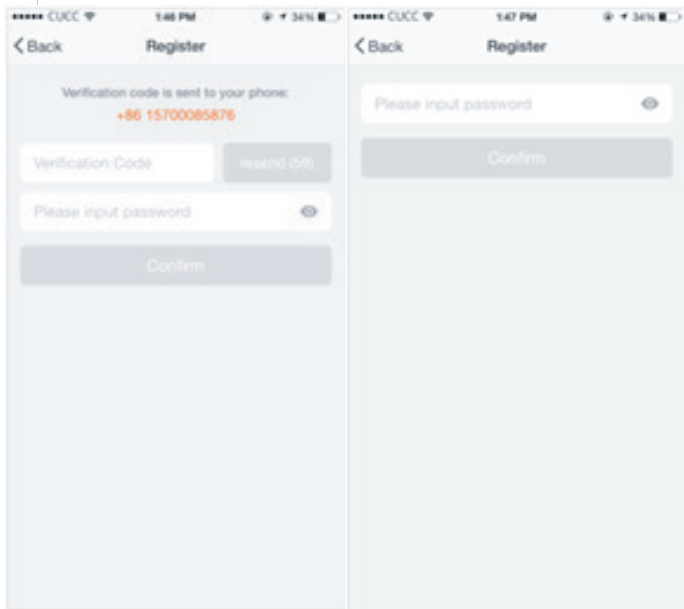 CUCC 1:46 PM 34%
Back Register
Verification code is sent to your phone:
+86 15700085876
Verification Code resend (59)
Please input password
Confirm
CUCC 1:47 PM 34%
Back Register
Please input password
Confirm